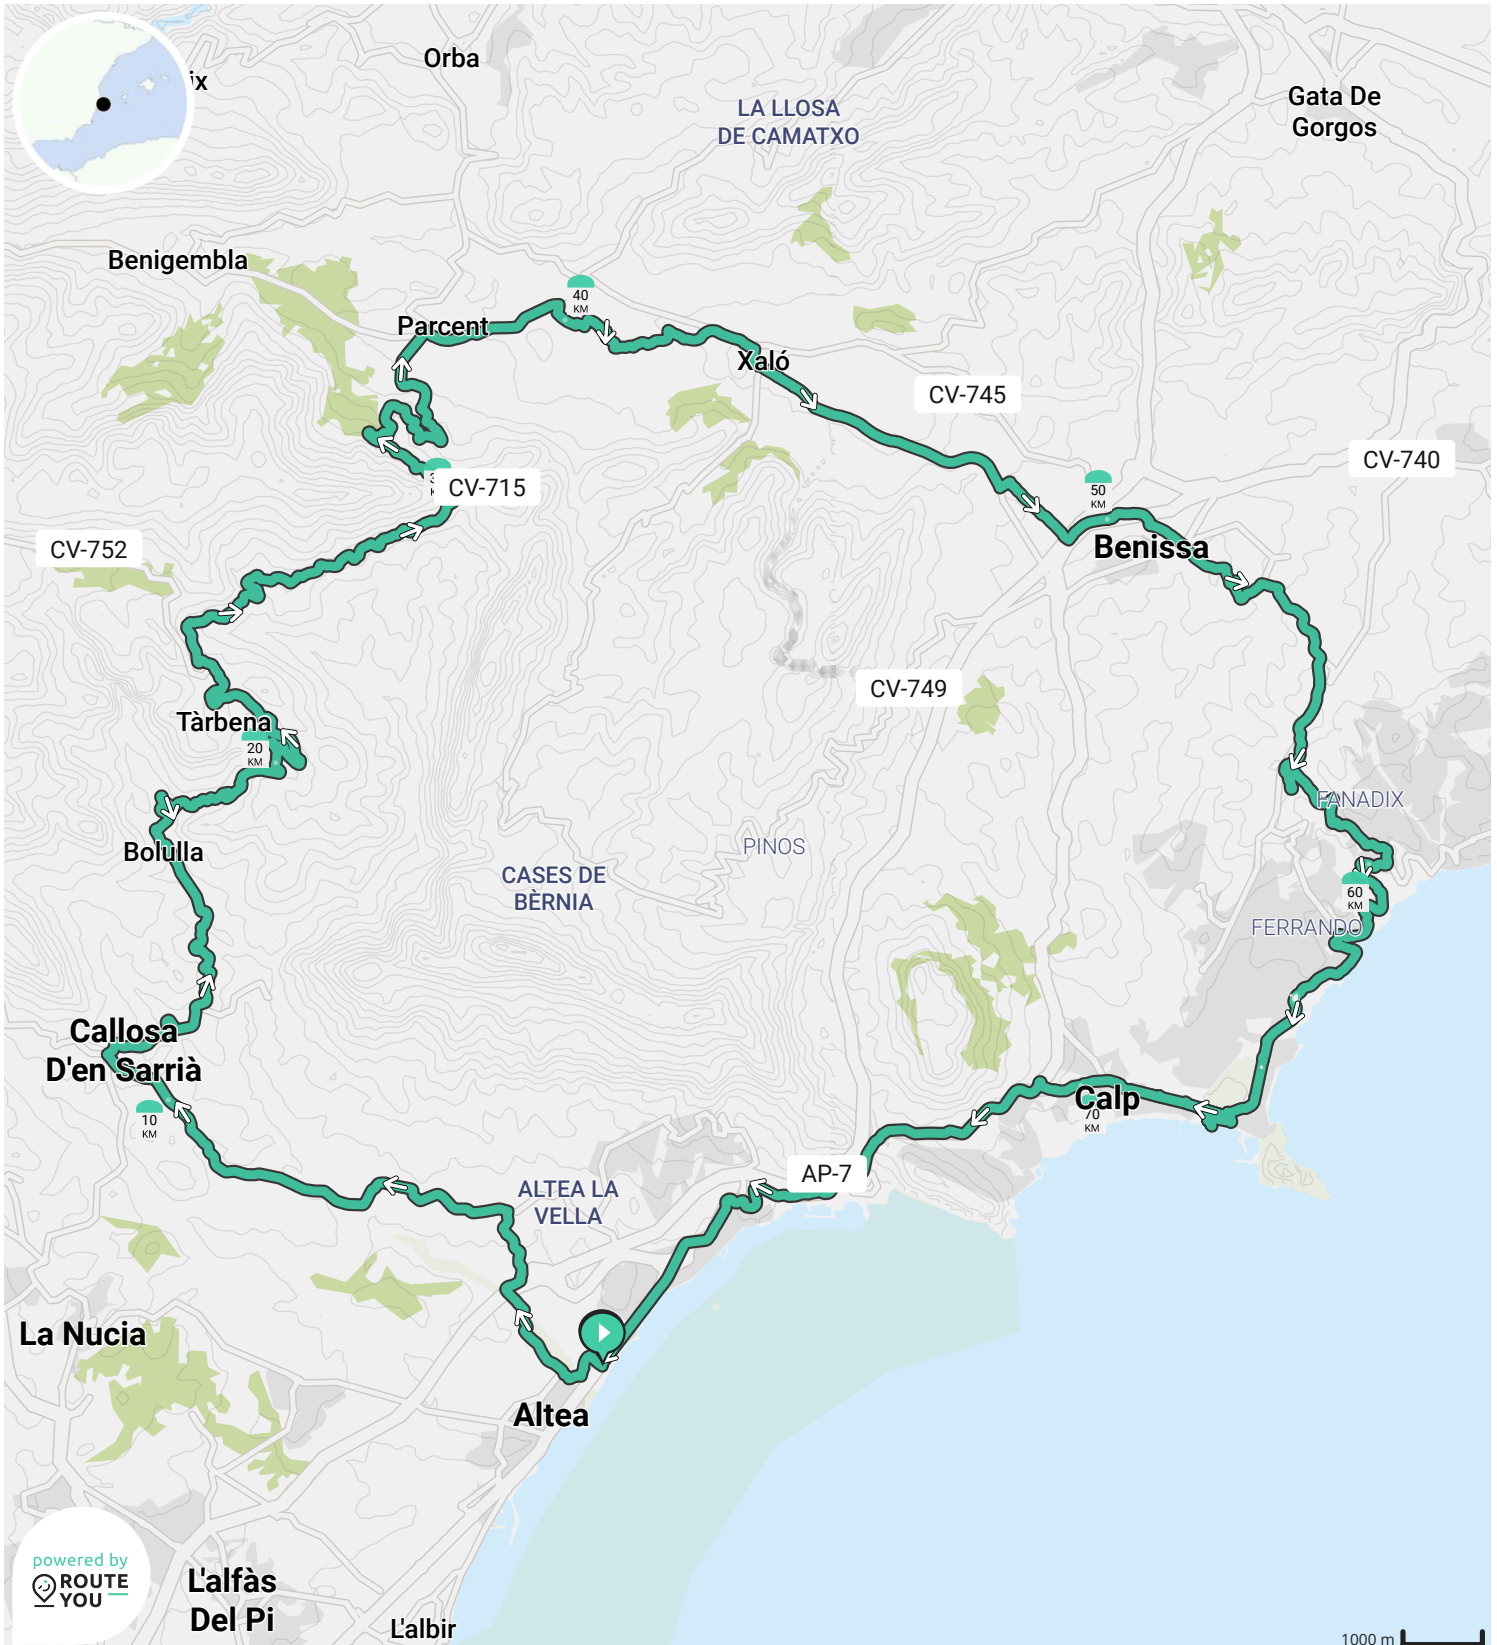 Orba
ix
Gata De
Gorgos
LA LLOSA
DE CAMATXO
Benigembla
40
KM
Parcent
Xaló
CV-745
CV-740
3
K
CV-715
50
KM
CV-752
Benissa
CV-749
Tàrbena
20
KM
FANADIX
Bolulla
PINOS
CASES DE
BÈRNIA
60
KM
FERRANDO
Callosa
D'en Sarrià
Calp
70
KM
10
KM
AP-7
ALTEA LA
VELLA
La Nucia
Altea
powered by
ROUTE
YOU
L'alfàs
Del Pi
L'albir
1000 m